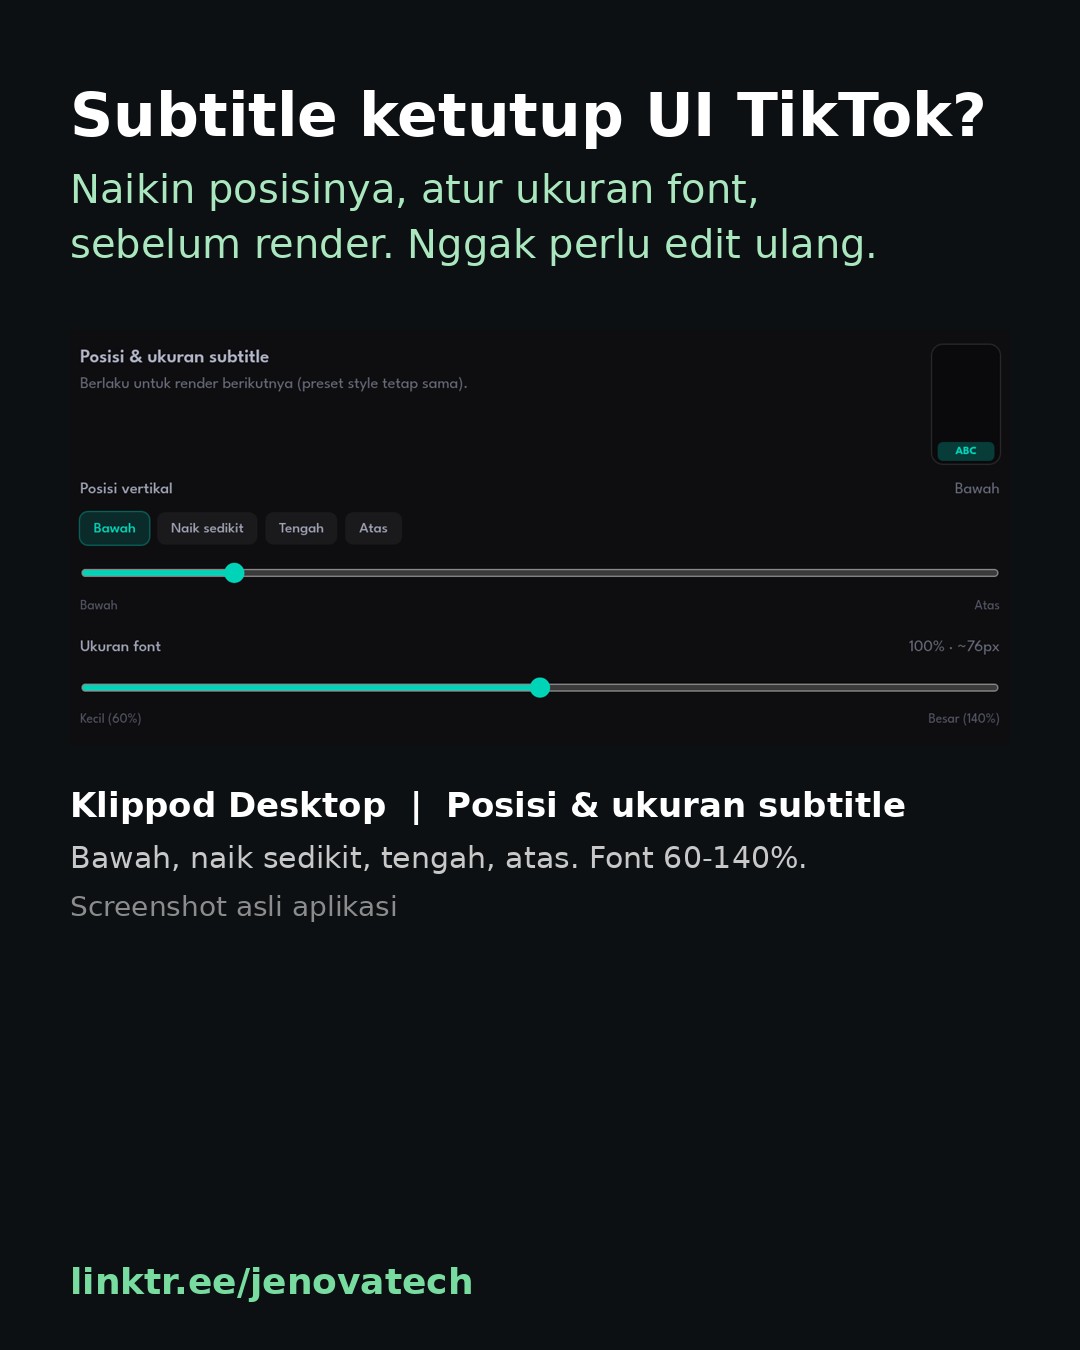 Subtitle ketutup UI TikTok?
Naikin posisinya, atur ukuran font,
sebelum render. Nggak perlu edit ulang.
Posisi & ukuran subtitle
Berlaku untuk render berikutnya (preset style tetap sama).
ABC
Posisi vertikal
Bawah
Bawah
Naik sedikit
Tengah
Atas
Bawah
Atas
Ukuran font
100% · ~76px
Kecil (60%)
Besar (140%)
Klippod Desktop | Posisi & ukuran subtitle
Bawah, naik sedikit, tengah, atas. Font 60-140%.
Screenshot asli aplikasi
linktr.ee/jenovatech